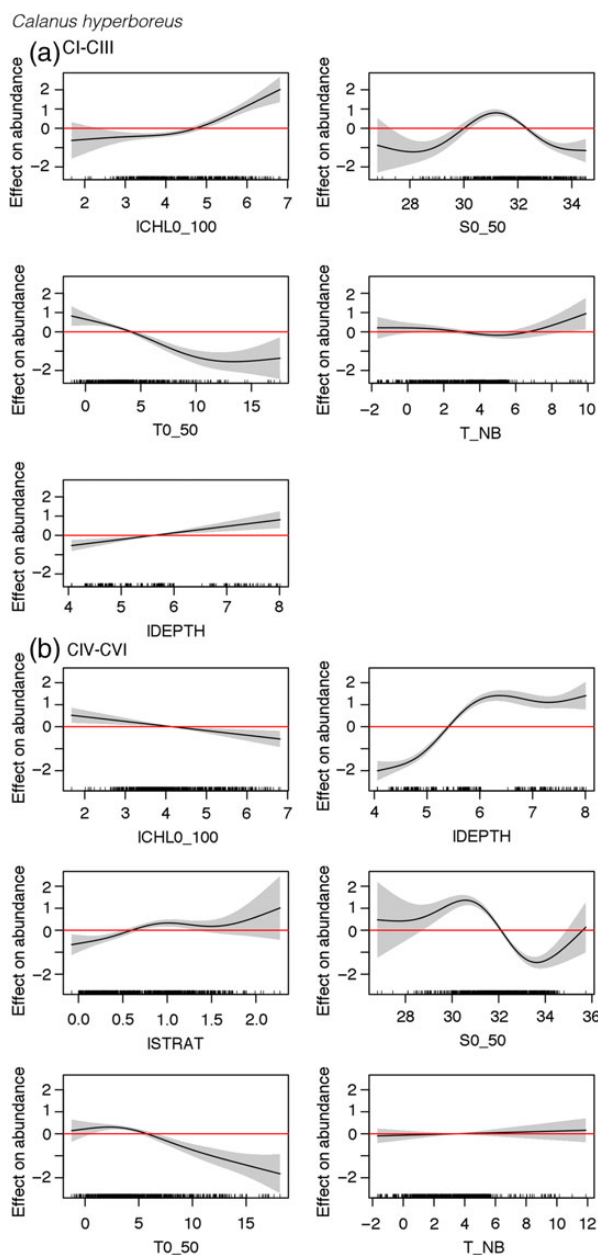 Calanus hyperboreus
(a) CI-CIII
Effect on abundance
2
1
0
−2
2 3 4 5 6 7
lCHL0_100
Effect on abundance
2
1
0
−2
28 30 32 34
S0_50
Effect on abundance
2
1
0
−2
0 5 10 15
T0_50
Effect on abundance
2
1
0
−2
−2 0 2 4 6 8 10
T_NB
Effect on abundance
2
1
0
−2
4 5 6 7 8
lDEPTH
(b) CIV-CVI
Effect on abundance
2
1
0
−2
2 3 4 5 6 7
lCHL0_100
Effect on abundance
2
1
0
−2
4 5 6 7 8
lDEPTH
Effect on abundance
2
1
0
−2
0.0 0.5 1.0 1.5 2.0
lSTRAT
Effect on abundance
2
1
0
−2
28 30 32 34 36
S0_50
Effect on abundance
2
1
0
−2
0 5 10 15
T0_50
Effect on abundance
2
1
0
−2
−2 0 2 4 6 8 10 12
T_NB